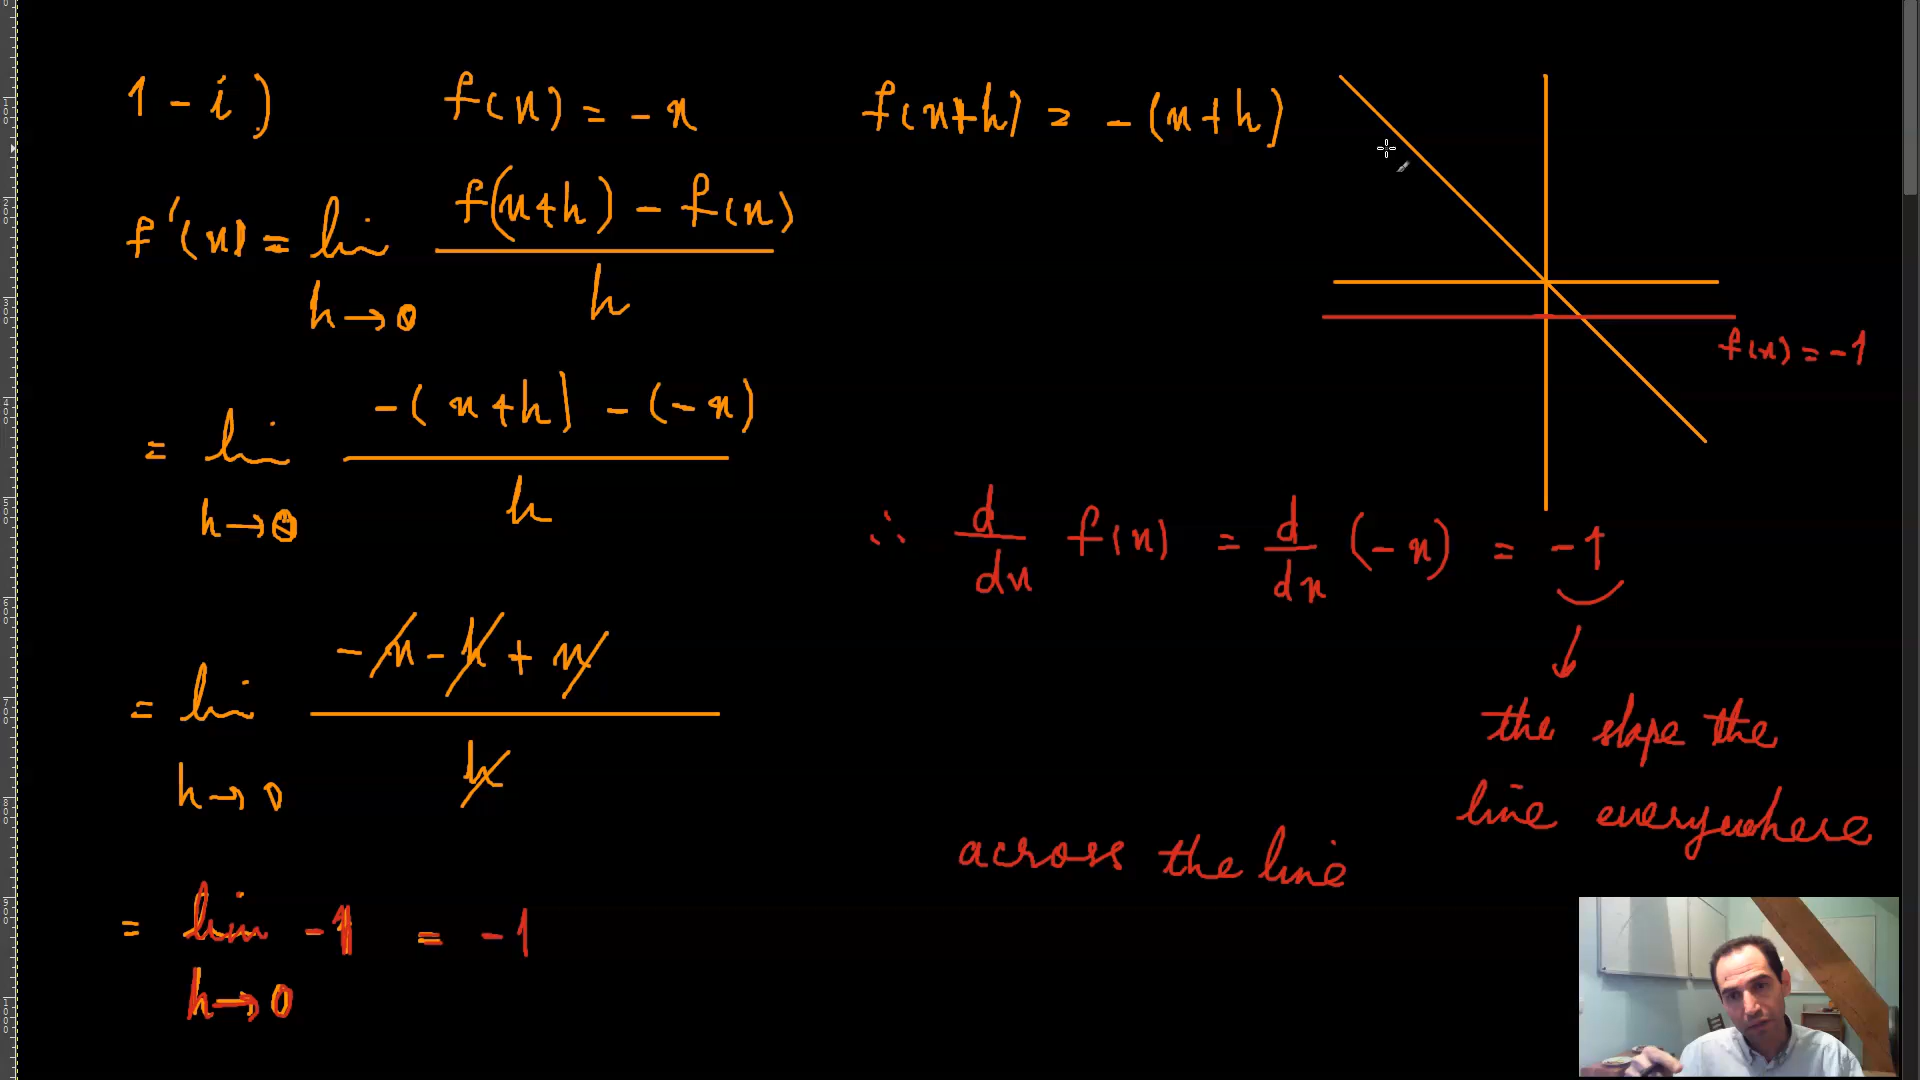 1-i) f(x) = -x f(x+h) = -(x+h)
f'(x) = lim h→0 f(x+h) - f(x) / h
= lim h→0 -(x+h) - (-x) / h
= lim h→0 -x - h + x / h
= lim h→0 -1 = -1
f(x) = -1
∴ d/dx f(x) = d/dx (-x) = -1
↓
the slope the
line everywhere
across the line